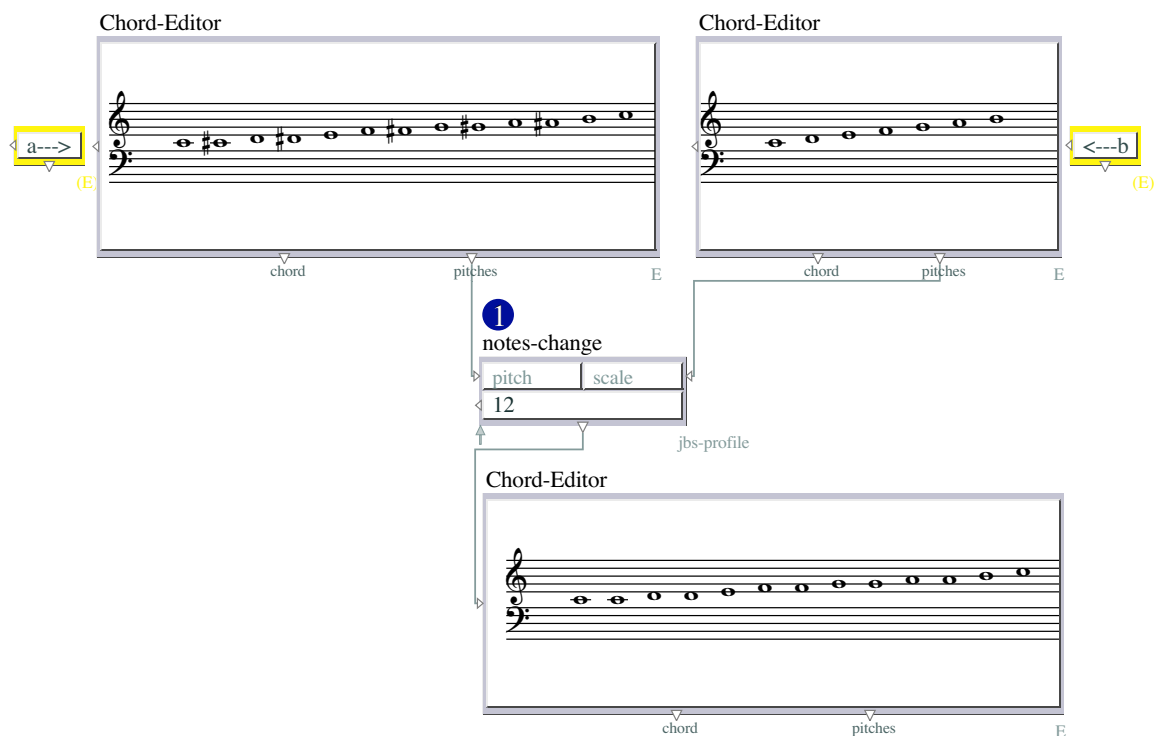 Chord-Editor
Chord-Editor
a--->
(E)
<---b
(E)
chord
pitches
E
chord
pitches
E
1
notes-change
pitch
scale
12
jbs-profile
Chord-Editor
chord
pitches
E